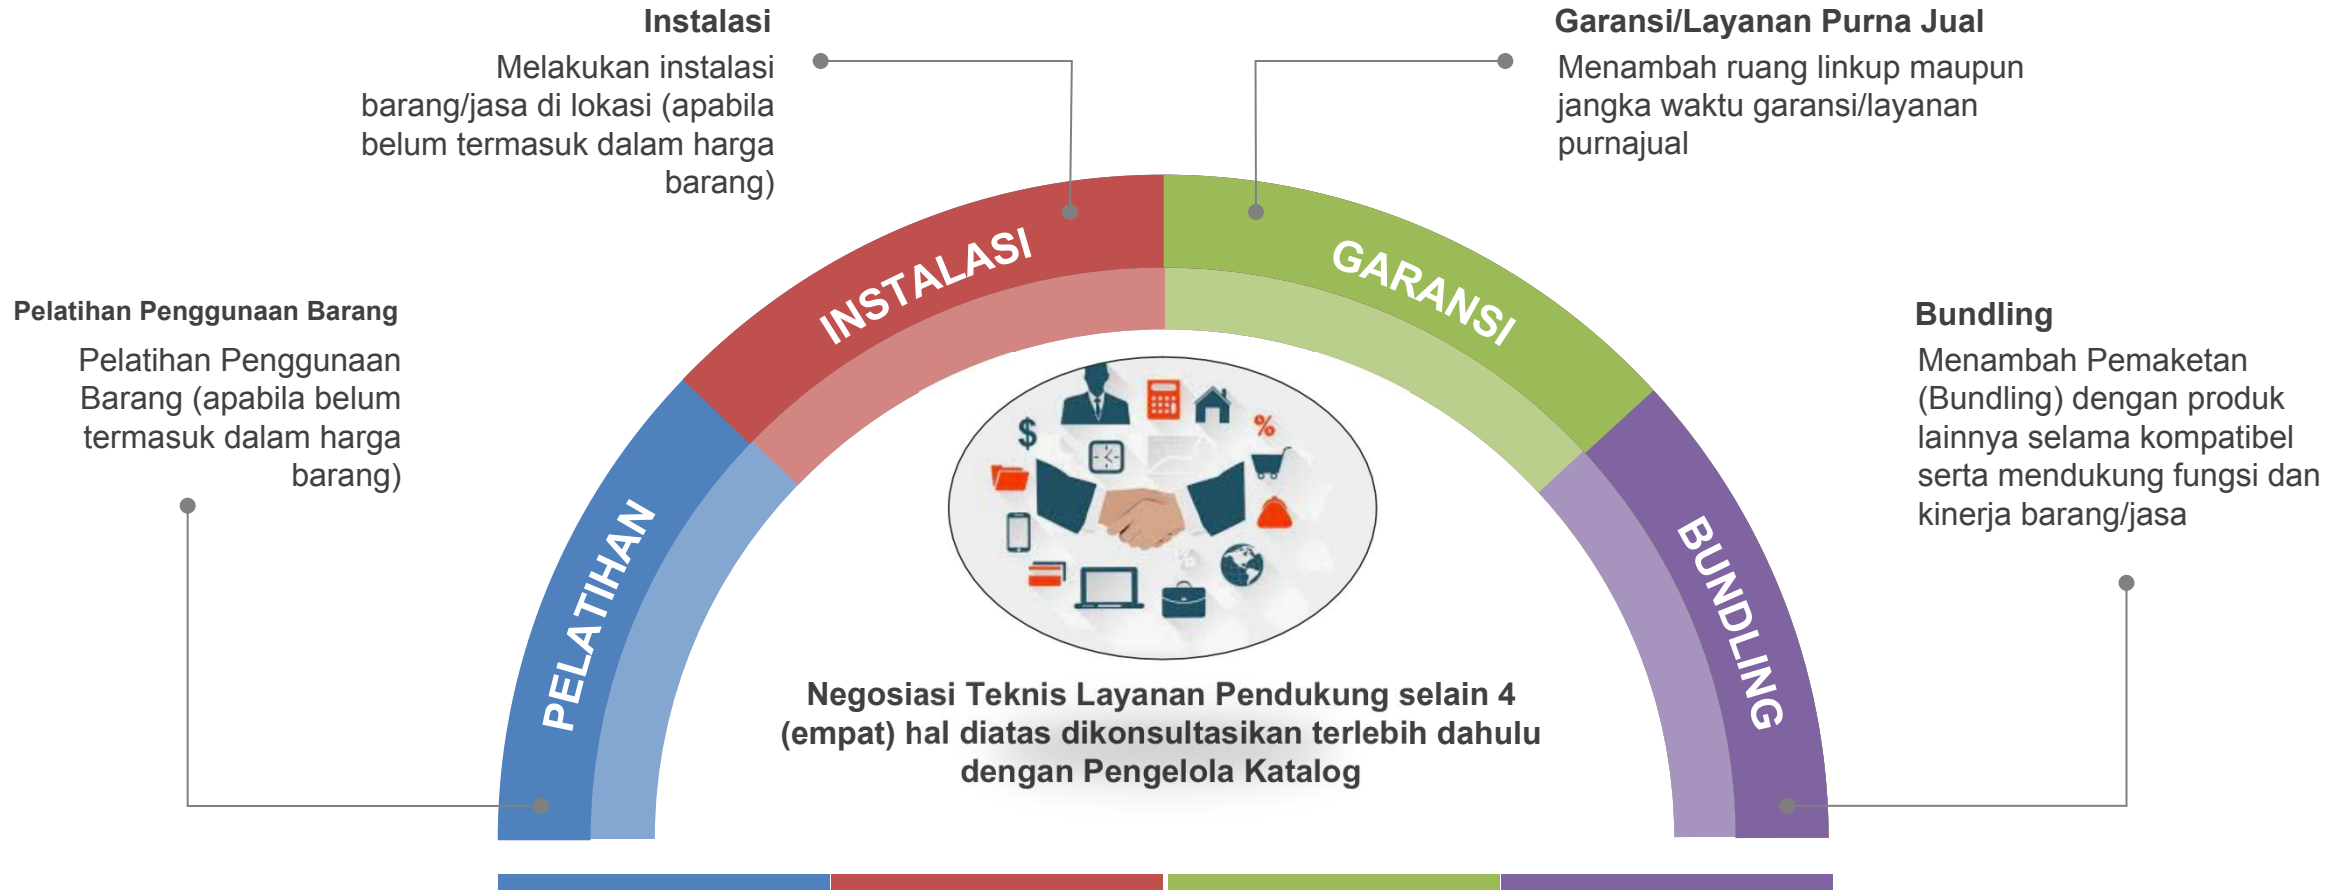 Instalasi
Melakukan instalasi
barang/jasa di lokasi (apabila
belum termasuk dalam harga
barang)
Garansi/Layanan Purna Jual
Menambah ruang linkup maupun
jangka waktu garansi/layanan
purnajual
Pelatihan Penggunaan Barang
Pelatihan Penggunaan
Barang (apabila belum
termasuk dalam harga
barang)
Bundling
Menambah Pemaketan
(Bundling) dengan produk
lainnya selama kompatibel
serta mendukung fungsi dan
kinerja barang/jasa
PELATIHAN
INSTALASI
GARANSI
BUNDLING
$
%
Negosiasi Teknis Layanan Pendukung selain 4
(empat) hal diatas dikonsultasikan terlebih dahulu
dengan Pengelola Katalog